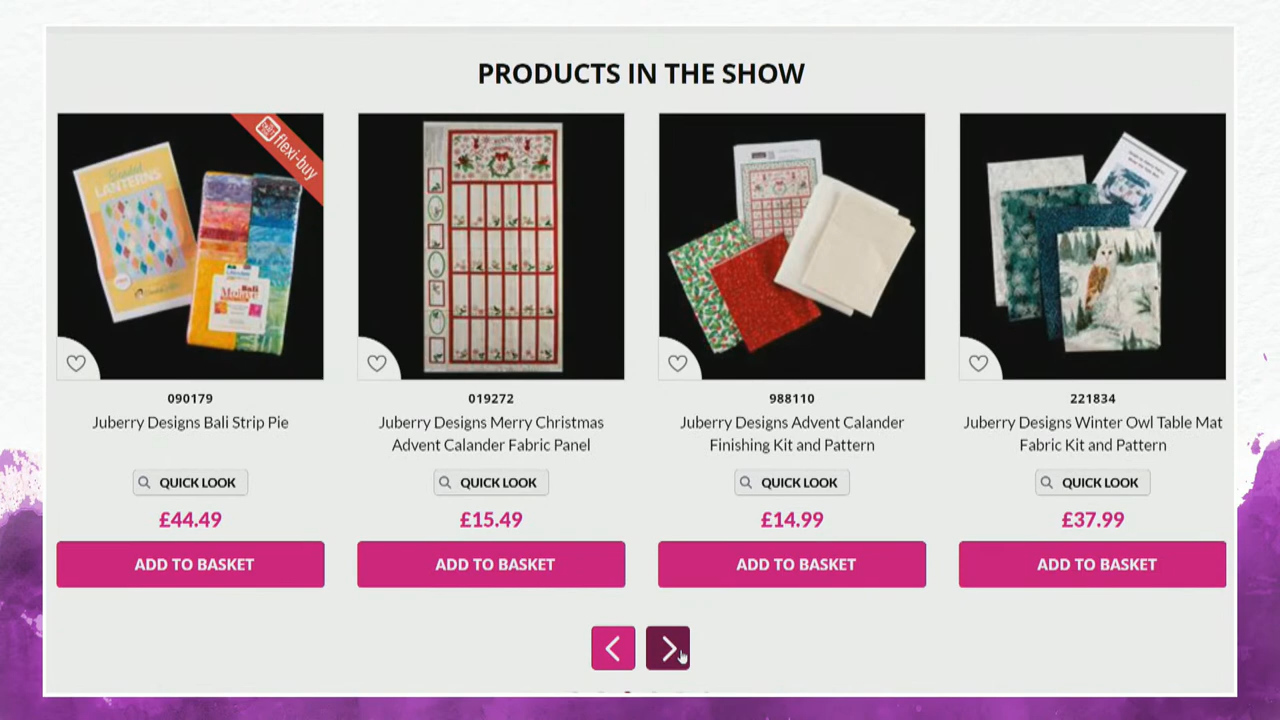 PRODUCTS IN THE SHOW
flexi-buy
LANTERNS
Bali
090179
Juberry Designs Bali Strip Pie
QUICK LOOK
£44.49
ADD TO BASKET
019272
Juberry Designs Merry Christmas
Advent Calander Fabric Panel
QUICK LOOK
£15.49
ADD TO BASKET
988110
Juberry Designs Advent Calander
Finishing Kit and Pattern
QUICK LOOK
£14.99
ADD TO BASKET
221834
Juberry Designs Winter Owl Table Mat
Fabric Kit and Pattern
QUICK LOOK
£37.99
ADD TO BASKET